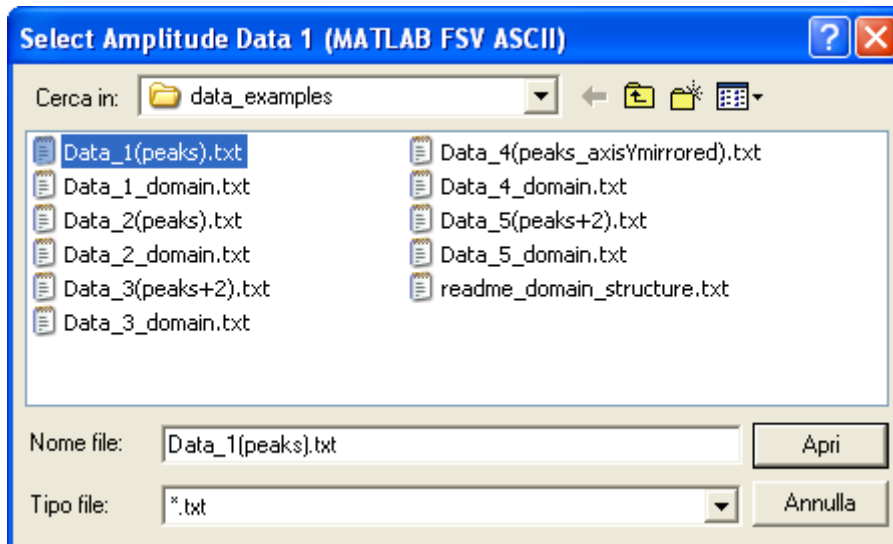 Select Amplitude Data 1 (MATLAB FSV ASCII)
Cerca in: data_examples
Data_1(peaks).txt
Data_1_domain.txt
Data_2(peaks).txt
Data_2_domain.txt
Data_3(peaks+2).txt
Data_3_domain.txt
Data_4(peaks_axisYmirrored).txt
Data_4_domain.txt
Data_5(peaks+2).txt
Data_5_domain.txt
readme_domain_structure.txt
Nome file: Data_1(peaks).txt Apri
Tipo file: *.txt Annulla